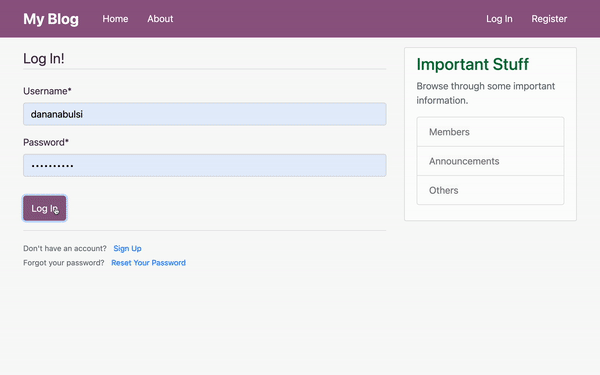 My Blog Home About Log In Register
Log In!
Username*
dananabulsi
Password*
••••••••••
Log In
Don't have an account? Sign Up
Forgot your password? Reset Your Password
Important Stuff
Browse through some important
information.
Members
Announcements
Others